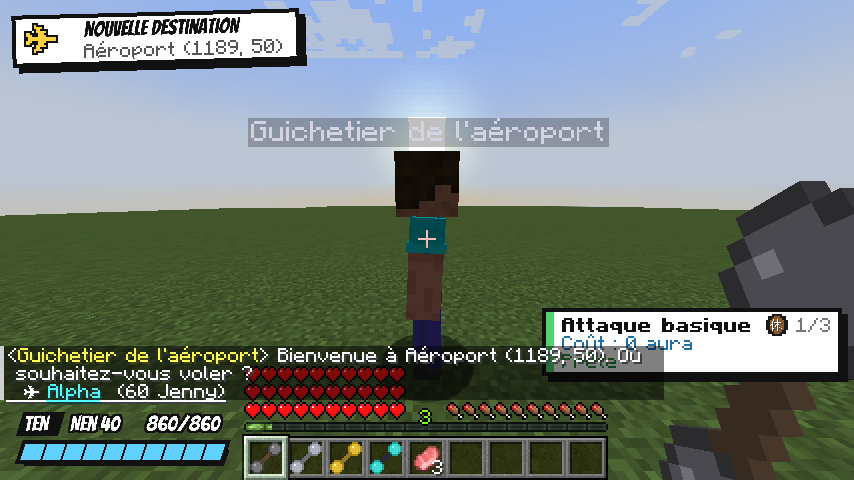 NOUVELLE DESTINATION
Aéroport (1189, 50)
Guichetier de l'aéroport
Attaque basique 1/3
Coût : 0 aura
<Guichetier de l'aéroport> Bienvenue à Aéroport (1189, 50). Où
souhaitez-vous voler ?
Alpha (60 Jenny)
TEN NEN 40 860/860
3
3